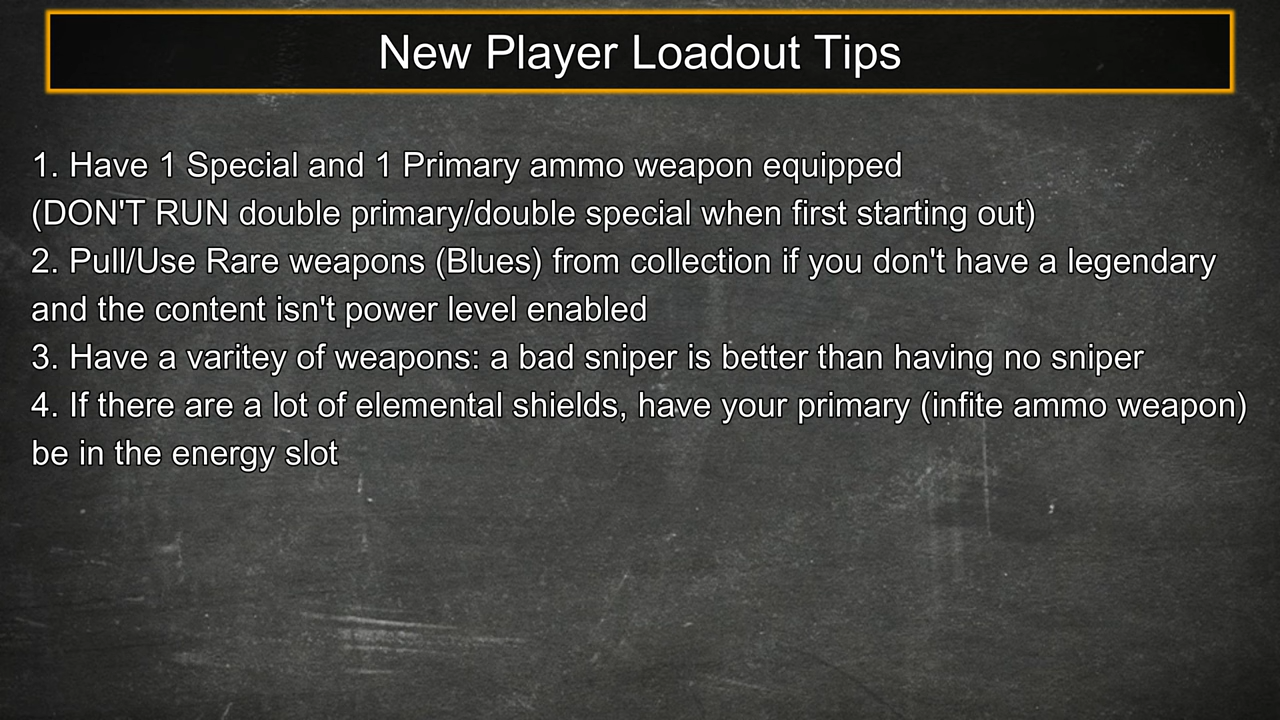 New Player Loadout Tips
1. Have 1 Special and 1 Primary ammo weapon equipped
(DON'T RUN double primary/double special when first starting out)
2. Pull/Use Rare weapons (Blues) from collection if you don't have a legendary
and the content isn't power level enabled
3. Have a varitey of weapons: a bad sniper is better than having no sniper
4. If there are a lot of elemental shields, have your primary (infite ammo weapon)
be in the energy slot